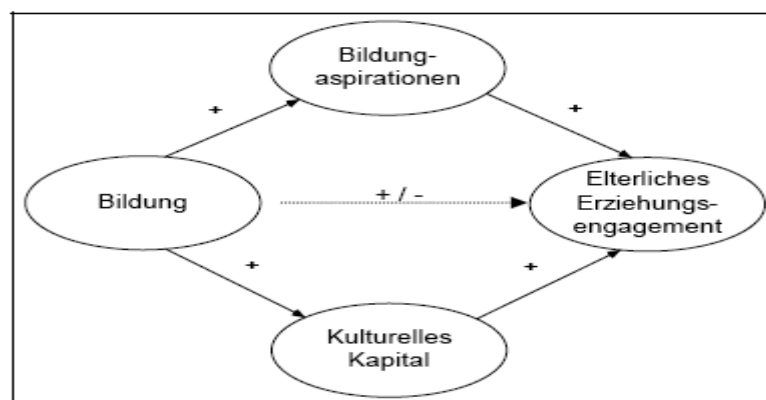 Bildung-
aspirationen
+
+
Bildung
+ / -
Elterliches
Erziehungs-
engagement
+
+
Kulturelles
Kapital